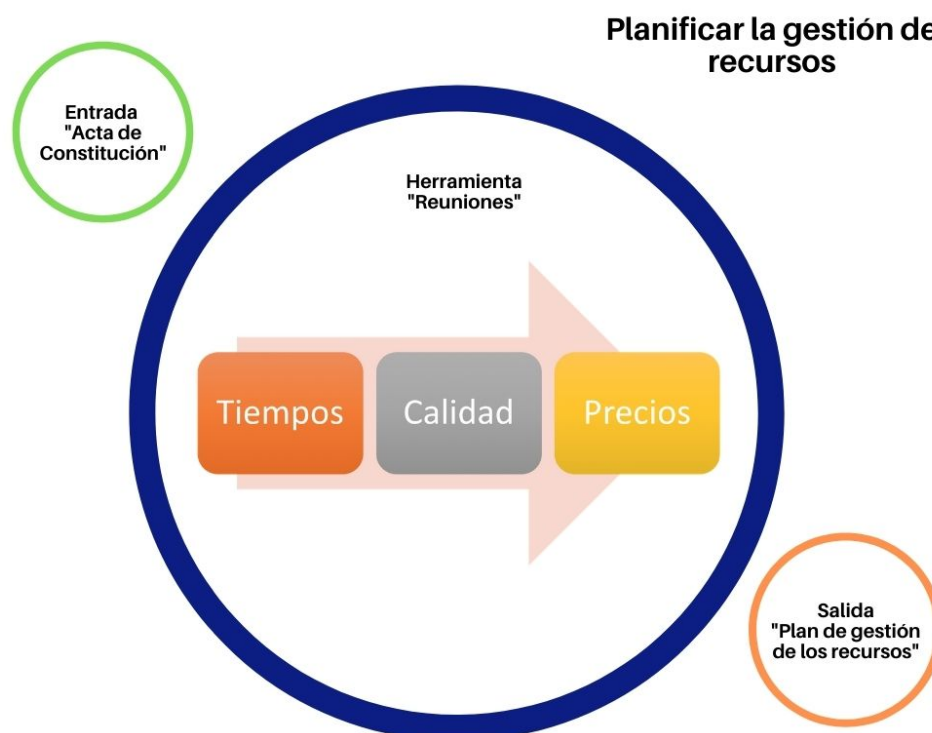 Planificar la gestión de
recursos
Entrada
"Acta de
Constitución"
Herramienta
"Reuniones"
Tiempos
Calidad
Precios
Salida
"Plan de gestión
de los recursos"